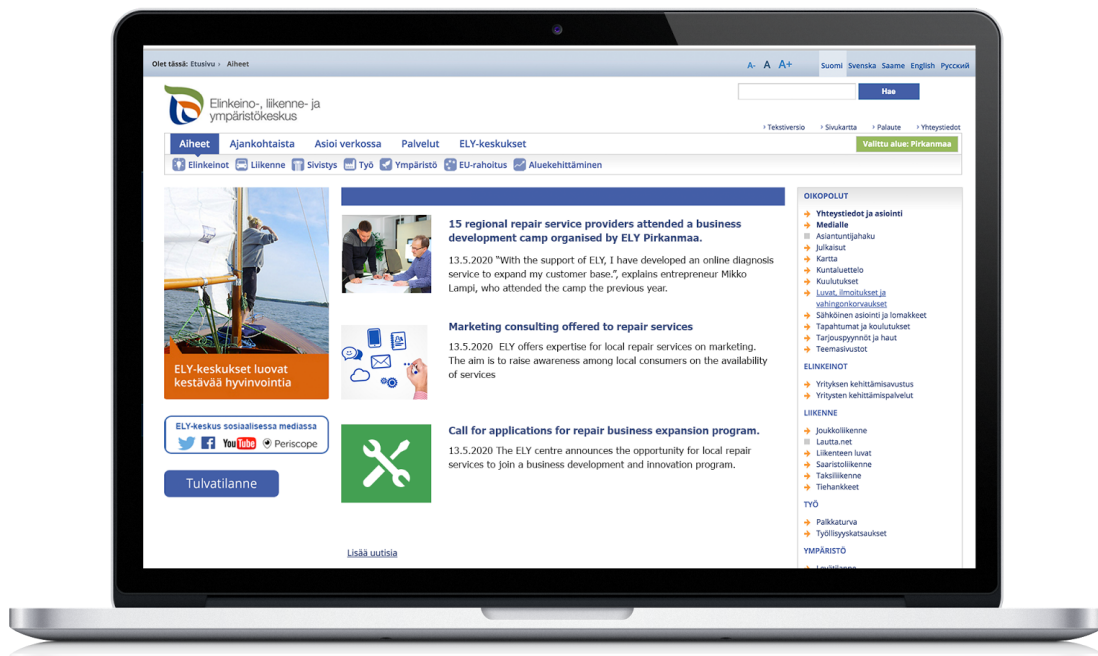 Olet tässä: Etusivu › Aiheet
A- A A+
Suomi Svenska Saame English Русский
Elinkeino-, liikenne- ja
ympäristökeskus
Hae
› Tekstiversio › Sivukartta › Palaute › Yhteystiedot
Aiheet Ajankohtaista Asioi verkossa Palvelut ELY-keskukset
Valittu alue: Pirkanmaa
Elinkeinot Liikenne Sivistys Työ Ympäristö EU-rahoitus Aluekehittäminen
ELY-keskukset luovat
kestävää hyvinvointia
ELY-keskus sosiaalisessa mediassa
YouTube Periscope
Tulvatilanne
15 regional repair service providers attended a business
development camp organised by ELY Pirkanmaa.
13.5.2020 “With the support of ELY, I have developed an online diagnosis
service to expand my customer base.”, explains entrepreneur Mikko
Lampi, who attended the camp the previous year.
Marketing consulting offered to repair services
13.5.2020 ELY offers expertise for local repair services on marketing.
The aim is to raise awareness among local consumers on the availability
of services
Call for applications for repair business expansion program.
13.5.2020 The ELY centre announces the opportunity for local repair
services to join a business development and innovation program.
Lisää uutisia
OIKOPOLUT
Yhteystiedot ja asiointi
Medialle
Asiantuntijahaku
Julkaisut
Kartta
Kuntaluettelo
Kuulutukset
Luvat, ilmoitukset ja
vahingonkorvaukset
Sähköinen asiointi ja lomakkeet
Tapahtumat ja koulutukset
Tarjouspyynnöt ja haut
Teemasivustot
ELINKEINOT
Yrityksen kehittämisavustus
Yritysten kehittämispalvelut
LIIKENNE
Joukkoliikenne
Lautta.net
Liikenteen luvat
Saaristoliikenne
Taksiliikenne
Tiehankkeet
TYÖ
Palkkaturva
Työllisyyskatsaukset
YMPÄRISTÖ